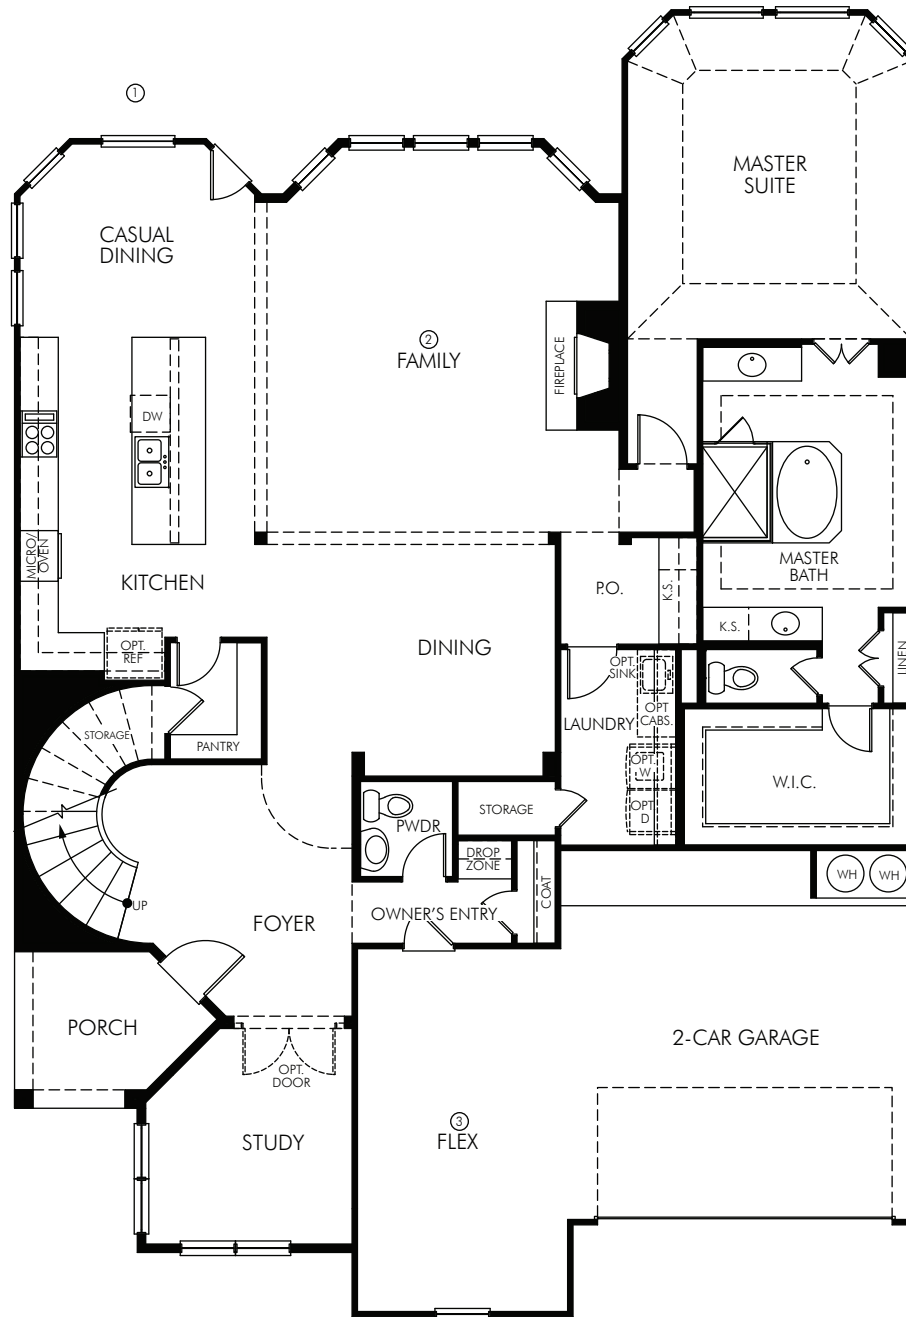 ①
MASTER
SUITE
CASUAL
DINING
②
FAMILY
FIREPLACE
DW
MICRO/
OVEN
KITCHEN
MASTER
BATH
P.O.
K.S.
K.S.
DINING
OPT.
REF
OPT.
SINK
LINEN
LAUNDRY
OPT
CABS.
STORAGE
PANTRY
OPT
W
W.I.C.
OPT
D
STORAGE
PWDR
DROP
ZONE
COAT
WH
WH
UP
FOYER
OWNER'S ENTRY
PORCH
2-CAR GARAGE
OPT.
DOOR
③
FLEX
STUDY